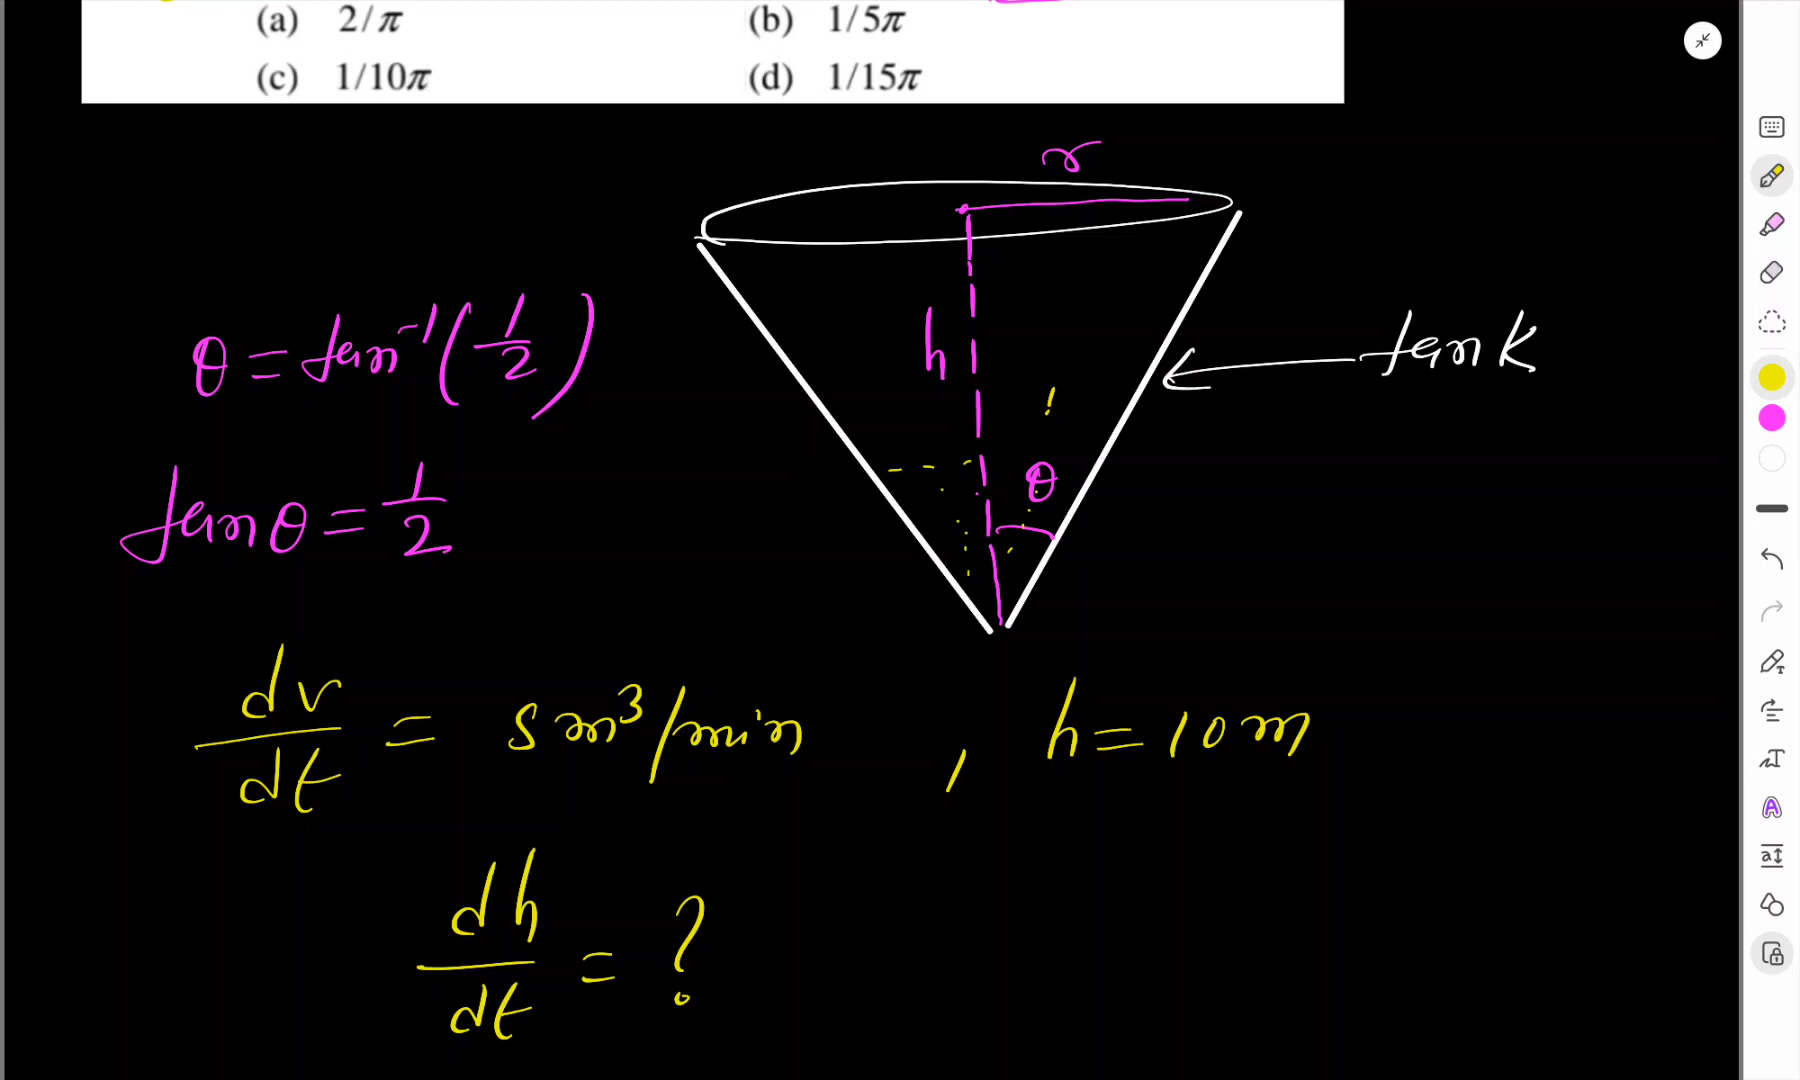 (a) 2/π (b) 1/5π
(c) 1/10π (d) 1/15π
r
h
θ
tank
θ = tan⁻¹(1/2)
tanθ = 1/2
dv/dt = 5 m³/min , h = 10 m
dh/dt = ?